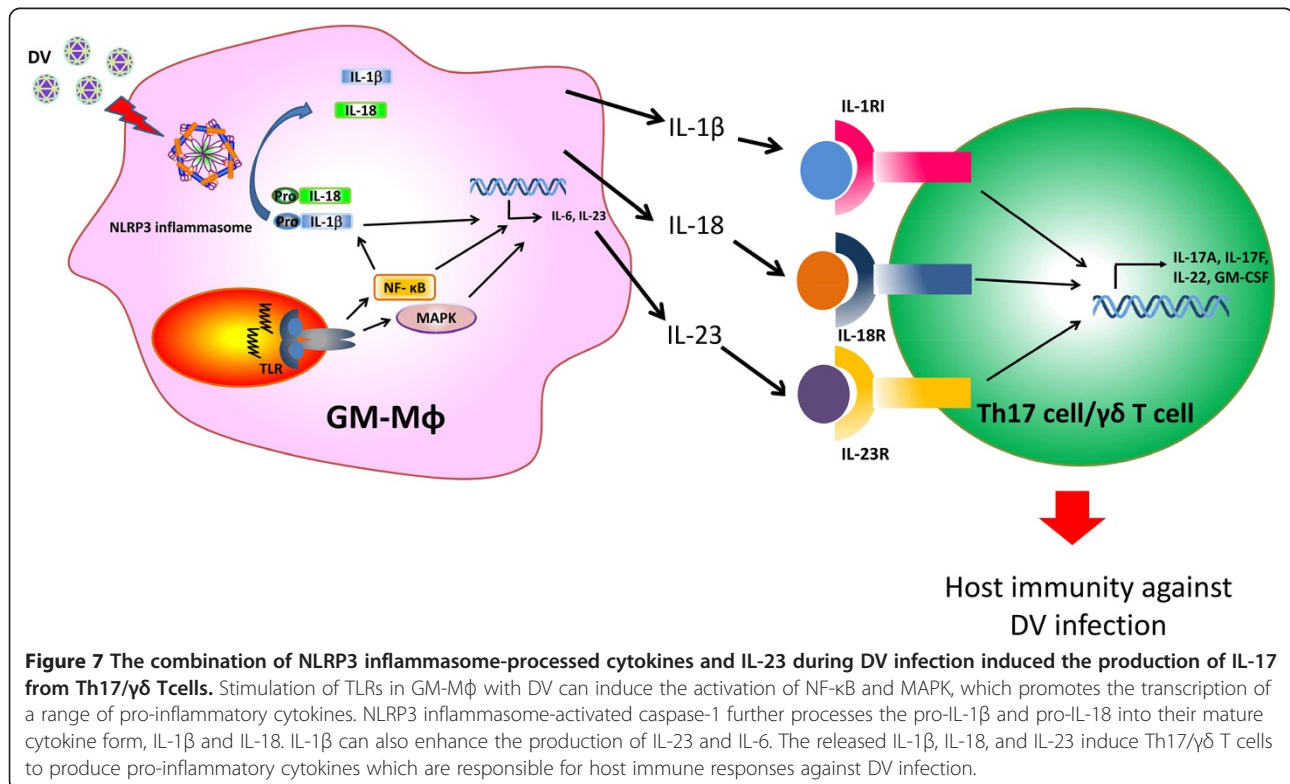 DV
IL-1β
IL-18
Pro IL-18
Pro IL-1β
NLRP3 inflammasome
IL-6, IL-23
NF- κB
MAPK
TLR
GM-Mф
IL-1β
IL-18
IL-23
IL-1RI
IL-18R
IL-23R
IL-17A, IL-17F,
IL-22, GM-CSF
Th17 cell/γδ T cell
Host immunity against
DV infection
Figure 7 The combination of NLRP3 inflammasome-processed cytokines and IL-23 during DV infection induced the production of IL-17
from Th17/γδ Tcells. Stimulation of TLRs in GM-Mф with DV can induce the activation of NF-κB and MAPK, which promotes the transcription of
a range of pro-inflammatory cytokines. NLRP3 inflammasome-activated caspase-1 further processes the pro-IL-1β and pro-IL-18 into their mature
cytokine form, IL-1β and IL-18. IL-1β can also enhance the production of IL-23 and IL-6. The released IL-1β, IL-18, and IL-23 induce Th17/γδ T cells
to produce pro-inflammatory cytokines which are responsible for host immune responses against DV infection.